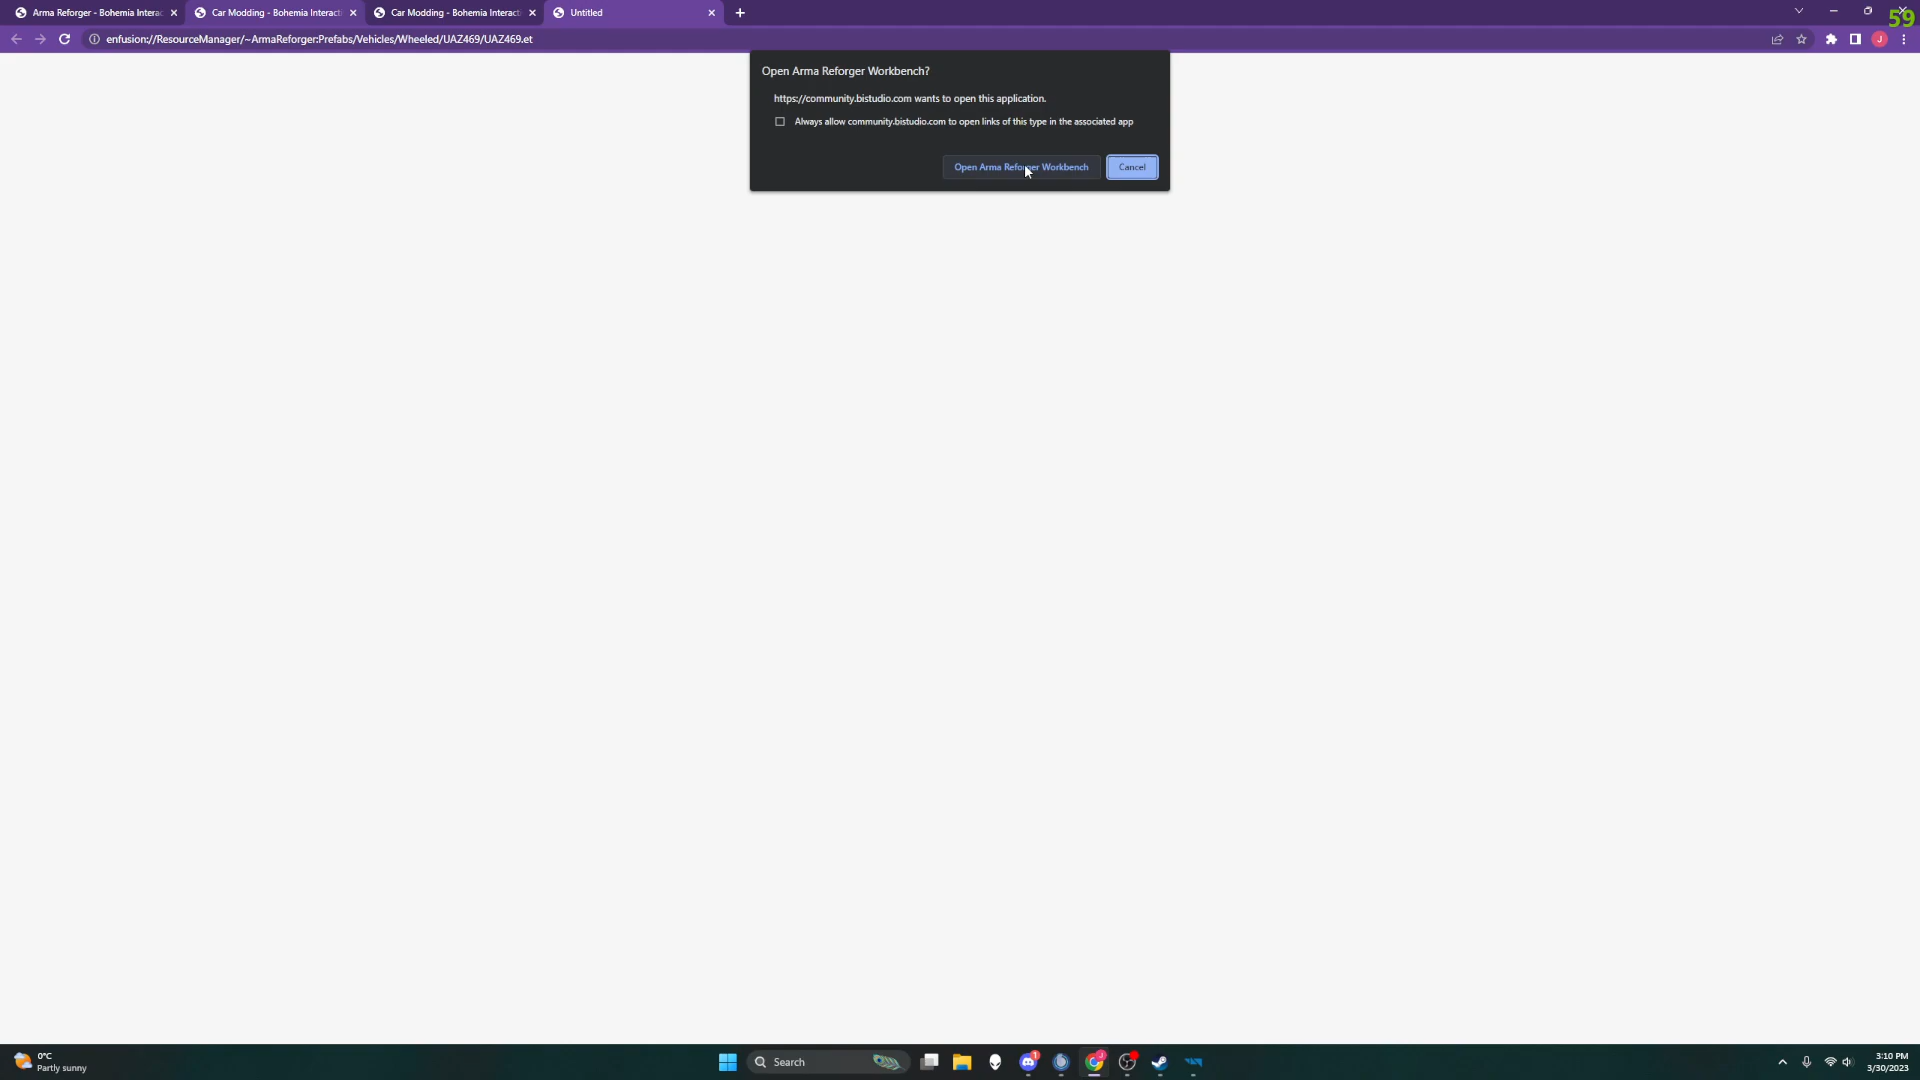 Arma Reforger - Bohemia Interac
Car Modding - Bohemia Interacti
Car Modding - Bohemia Interacti
Untitled
59
enfusion://ResourceManager/~ArmaReforger:Prefabs/Vehicles/Wheeled/UAZ469/UAZ469.et
J
Open Arma Reforger Workbench?
https://community.bistudio.com wants to open this application.
Always allow community.bistudio.com to open links of this type in the associated app
Open Arma Reforger Workbench
Cancel
0°C
Partly sunny
Search
1
J
3:10 PM
3/30/2023